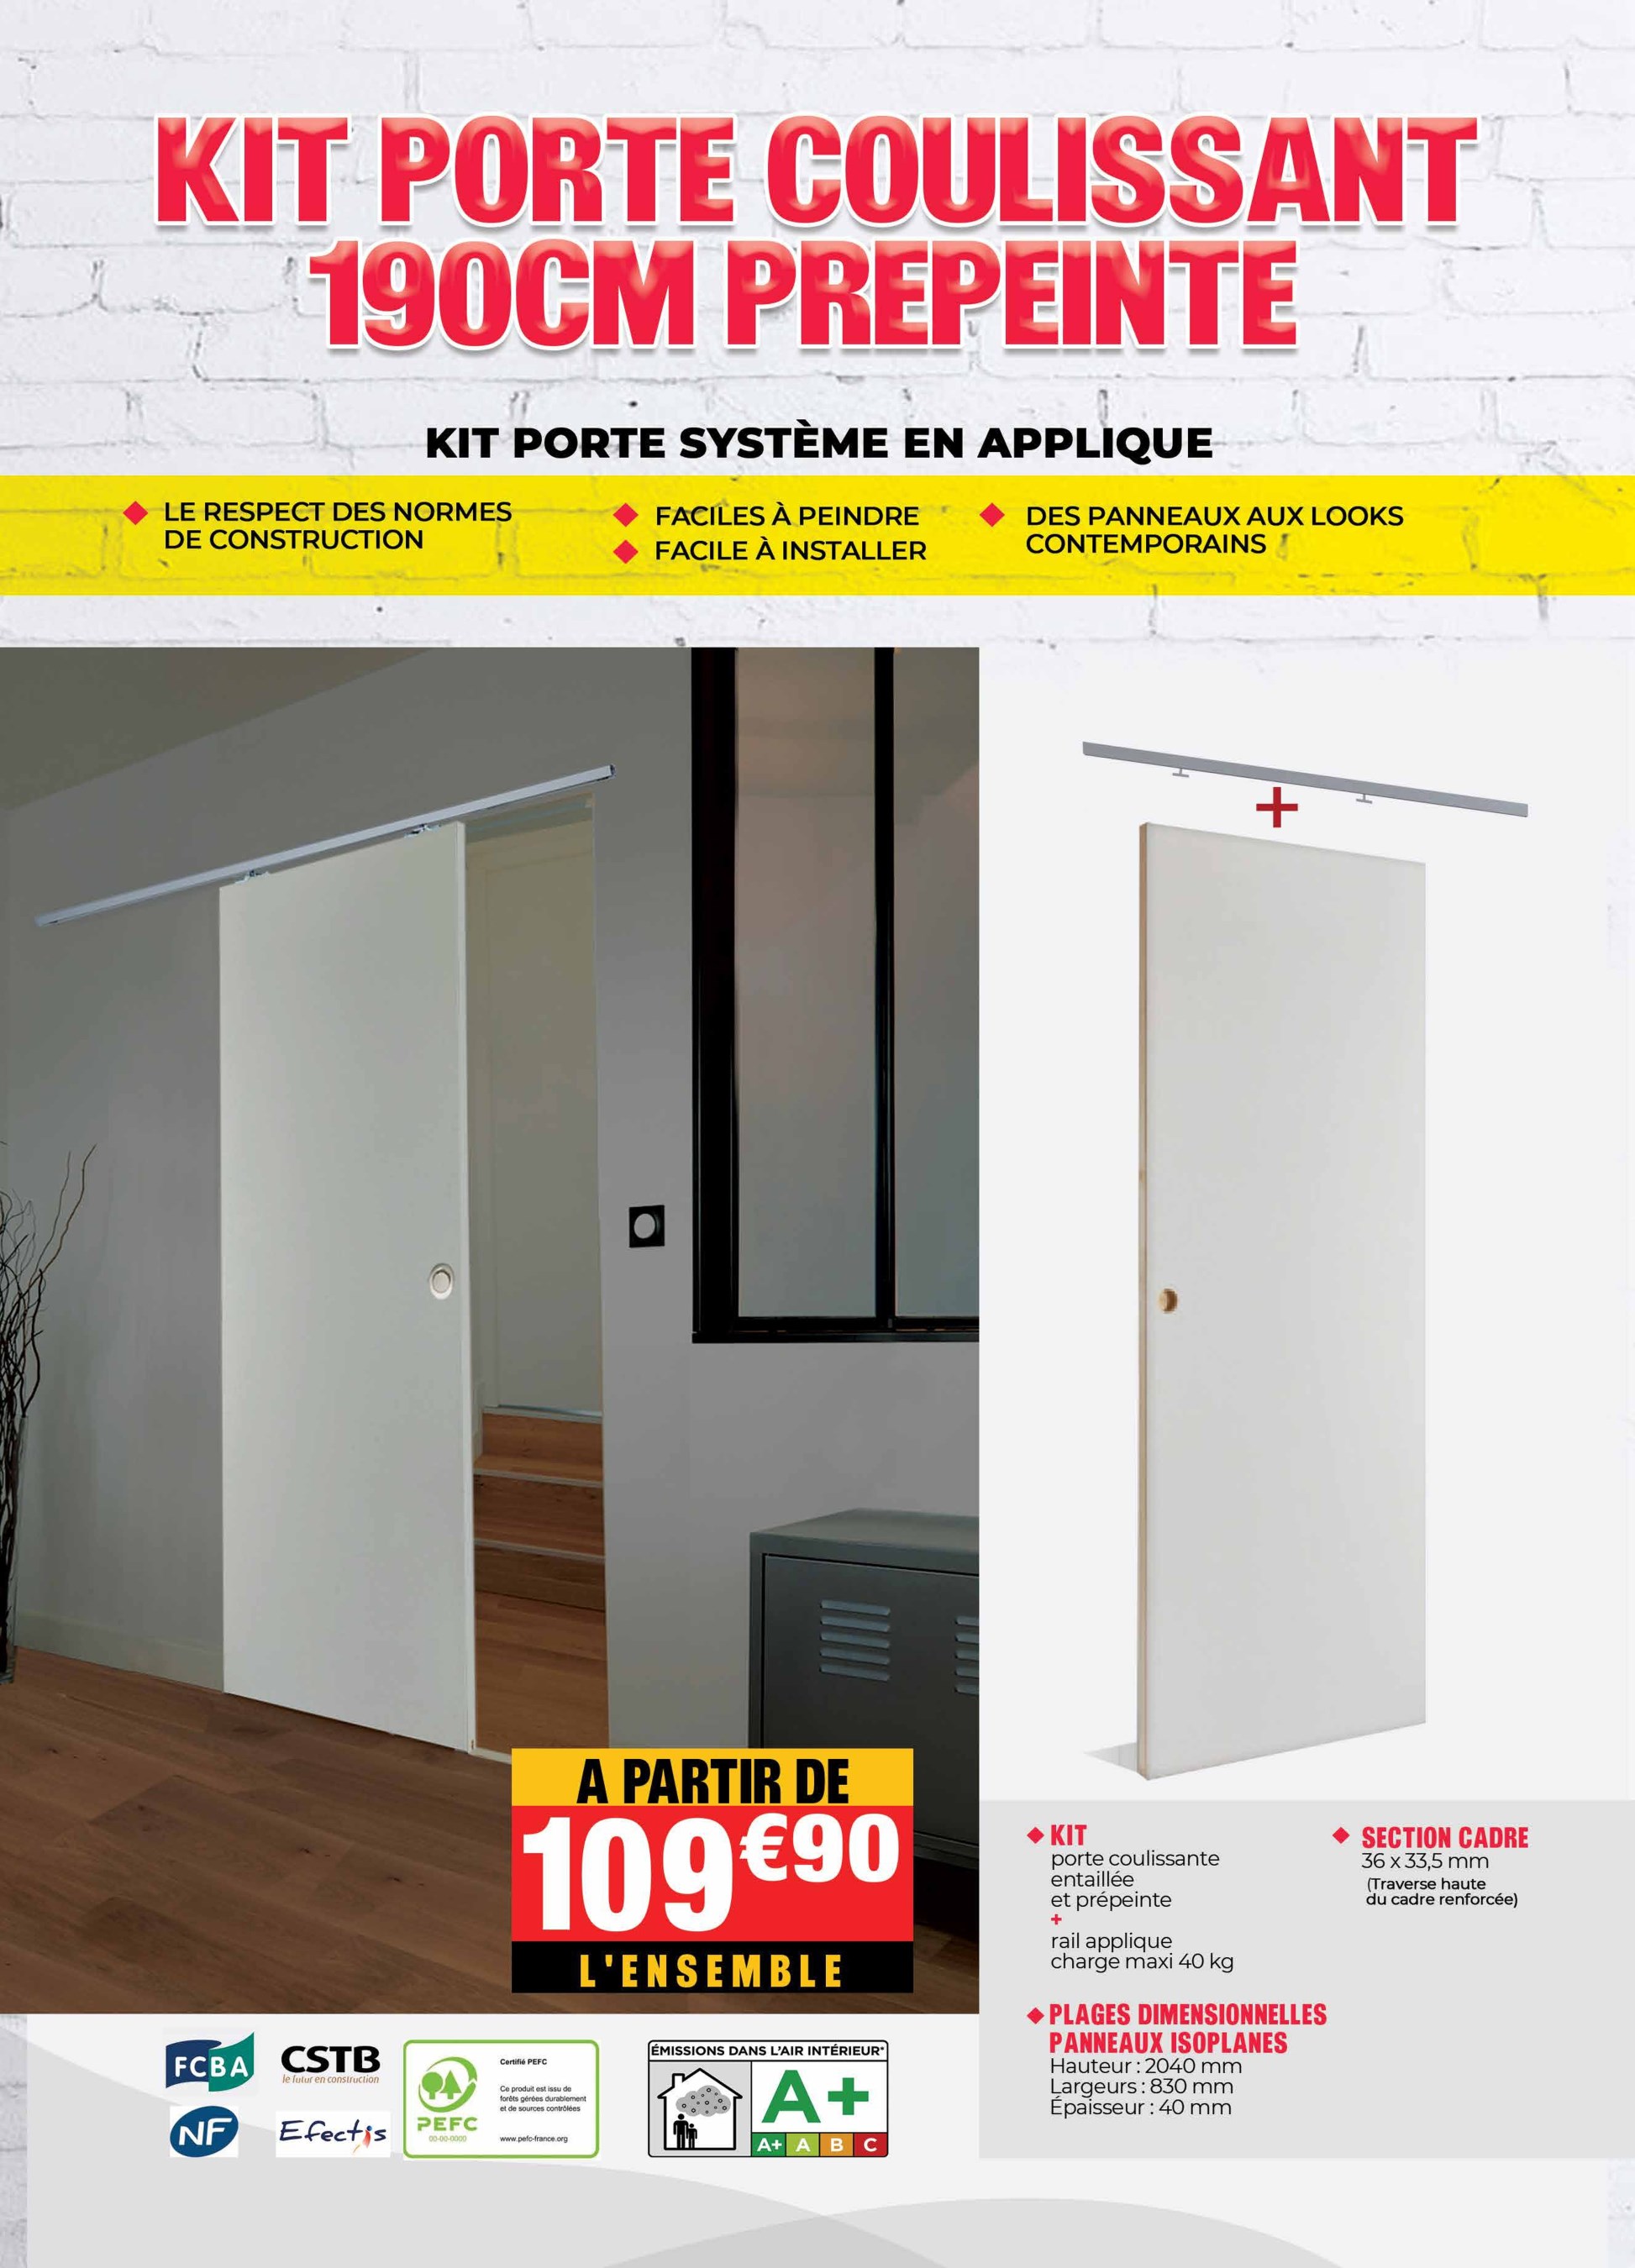 KIT PORTE COULISSANT
190CM PREPEINTE
KIT PORTE SYSTÈME EN APPLIQUE
LE RESPECT DES NORMES
DE CONSTRUCTION
FACILES À PEINDRE
FACILE À INSTALLER
DES PANNEAUX AUX LOOKS
CONTEMPORAINS
+
A PARTIR DE
109€90
L'ENSEMBLE
KIT
porte coulissante
entaillée
et prépeinte
+
rail applique
charge maxi 40 kg
SECTION CADRE
36 x 33,5 mm
(Traverse haute
du cadre renforcée)
PLAGES DIMENSIONNELLES
PANNEAUX ISOPLANES
Hauteur : 2040 mm
Largeurs : 830 mm
Épaisseur : 40 mm
FCBA
CSTB
le futur en construction
NF
Efectis
PEFC
00-00-0000
Certifié PEFC
Ce produit est issu de
forêts gérées durablement
et de sources contrôlées
www.pefc-france.org
ÉMISSIONS DANS L'AIR INTÉRIEUR*
A+
A+ A B C